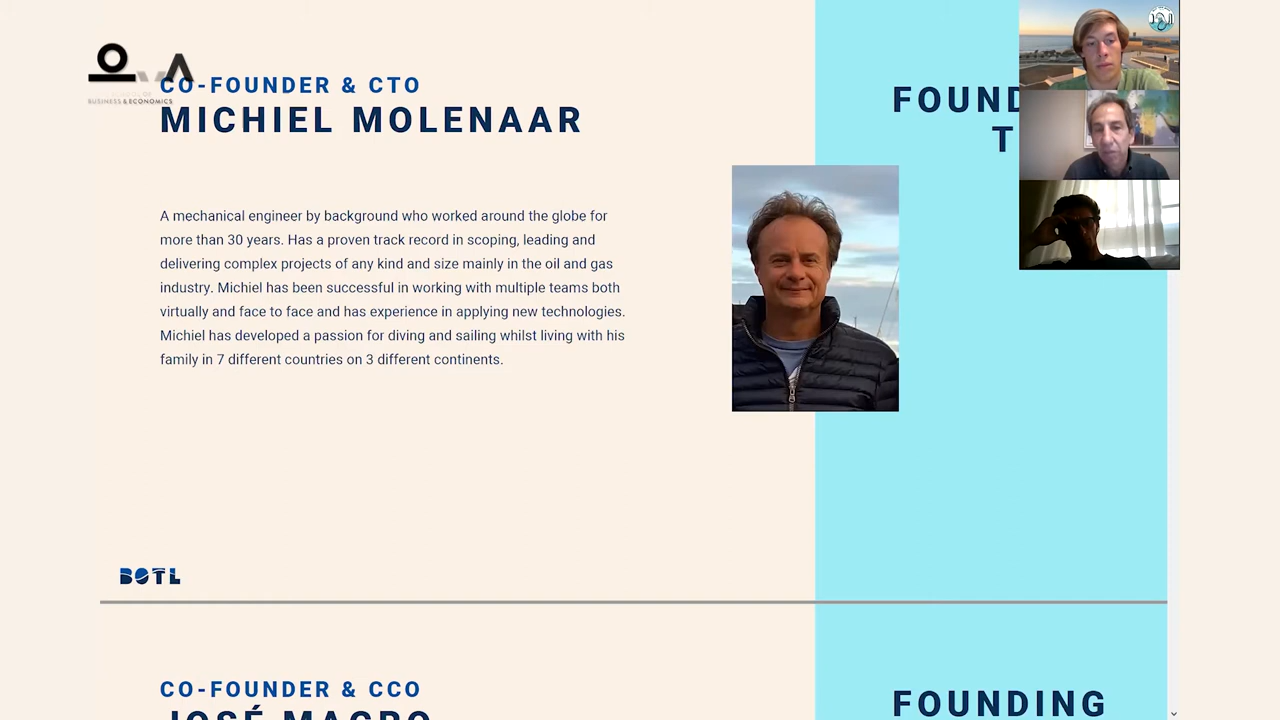 CO-FOUNDER & CTO
MICHIEL MOLENAAR
BUSINESS & ECONOMICS
A mechanical engineer by background who worked around the globe for
more than 30 years. Has a proven track record in scoping, leading and
delivering complex projects of any kind and size mainly in the oil and gas
industry. Michiel has been successful in working with multiple teams both
virtually and face to face and has experience in applying new technologies.
Michiel has developed a passion for diving and sailing whilst living with his
family in 7 different countries on 3 different continents.
BOTL
CO-FOUNDER & CCO
FOUNDING